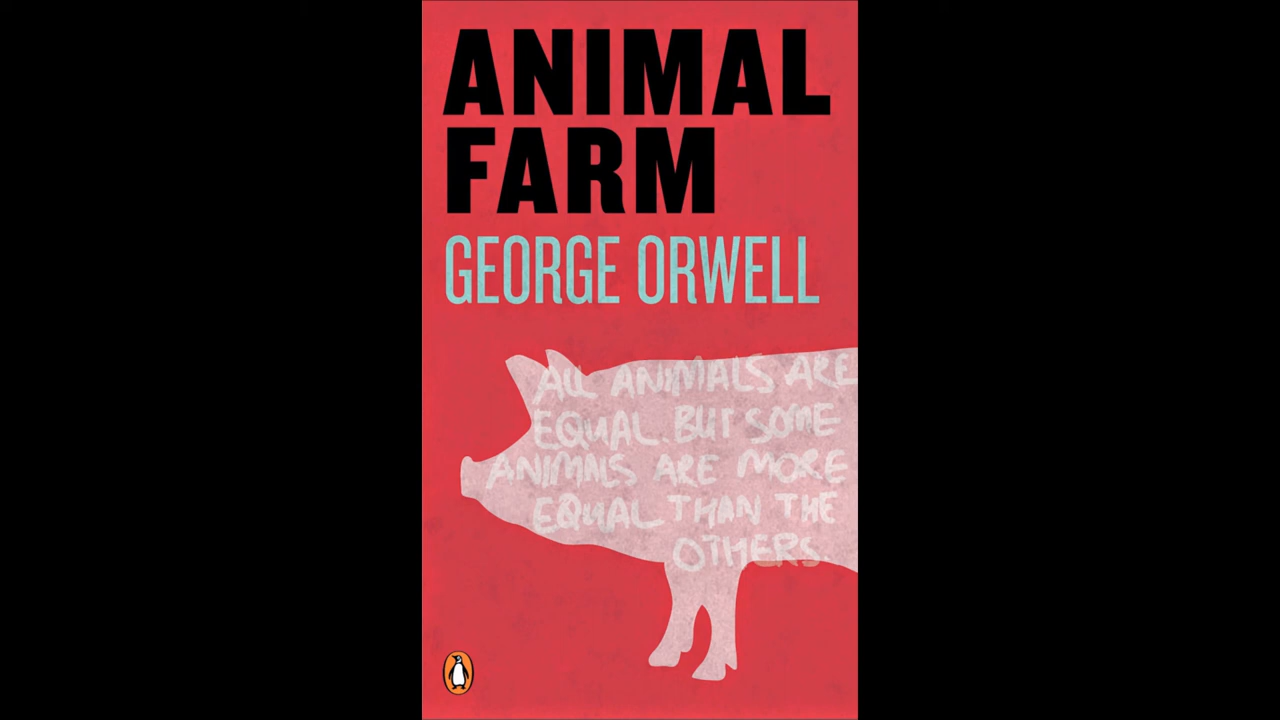 ANIMAL
FARM
GEORGE ORWELL
ALL ANIMALS ARE
EQUAL. BUT SOME
ANIMALS ARE MORE
EQUAL THAN THE
OTHERS.